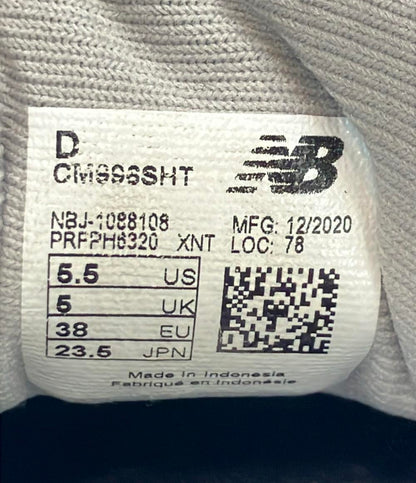 D
CM996SHT
NB
NBJ-1088108
MFG: 12/2020
PRFPH6320 XNT
LOC: 78
5.5 US
5 UK
38 EU
23.5 JPN
Made in Indonesia
Fabriqué en Indonésie